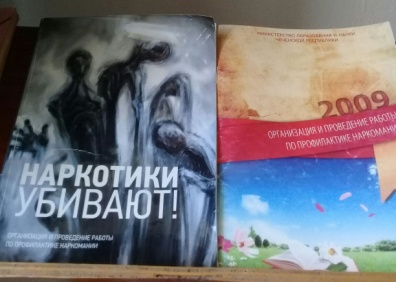 НАРКОТИКИ
УБИВАЮТ!
ОРГАНИЗАЦИЯ И ПРОВЕДЕНИЕ РАБОТЫ
ПО ПРОФИЛАКТИКЕ НАРКОМАНИИ
МИНИСТЕРСТВО ОБРАЗОВАНИЯ И НАУКИ
ЧЕЧЕНСКОЙ РЕСПУБЛИКИ
2009
ОРГАНИЗАЦИЯ И ПРОВЕДЕНИЕ РАБОТЫ
ПО ПРОФИЛАКТИКЕ НАРКОМАНИИ